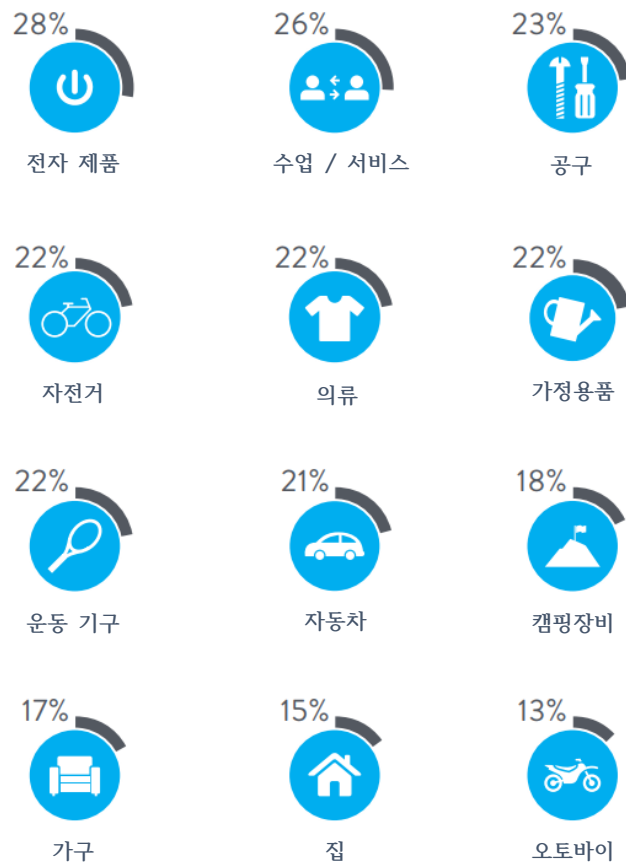 28%
26%
23%
전자 제품
수업 / 서비스
공구
22%
22%
22%
자전거
의류
가정용품
22%
21%
18%
운동 기구
자동차
캠핑장비
17%
15%
13%
가구
집
오토바이